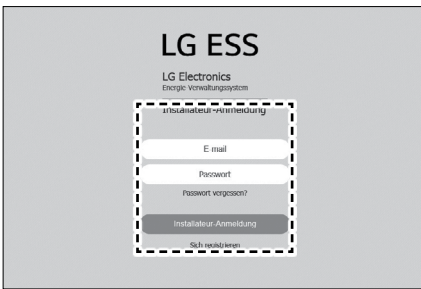 LG ESS
LG Electronics
Energie Verwaltungssystem
Installateur-Anmeldung
E-mail
Passwort
Passwort vergessen?
Installateur-Anmeldung
Sich registrieren